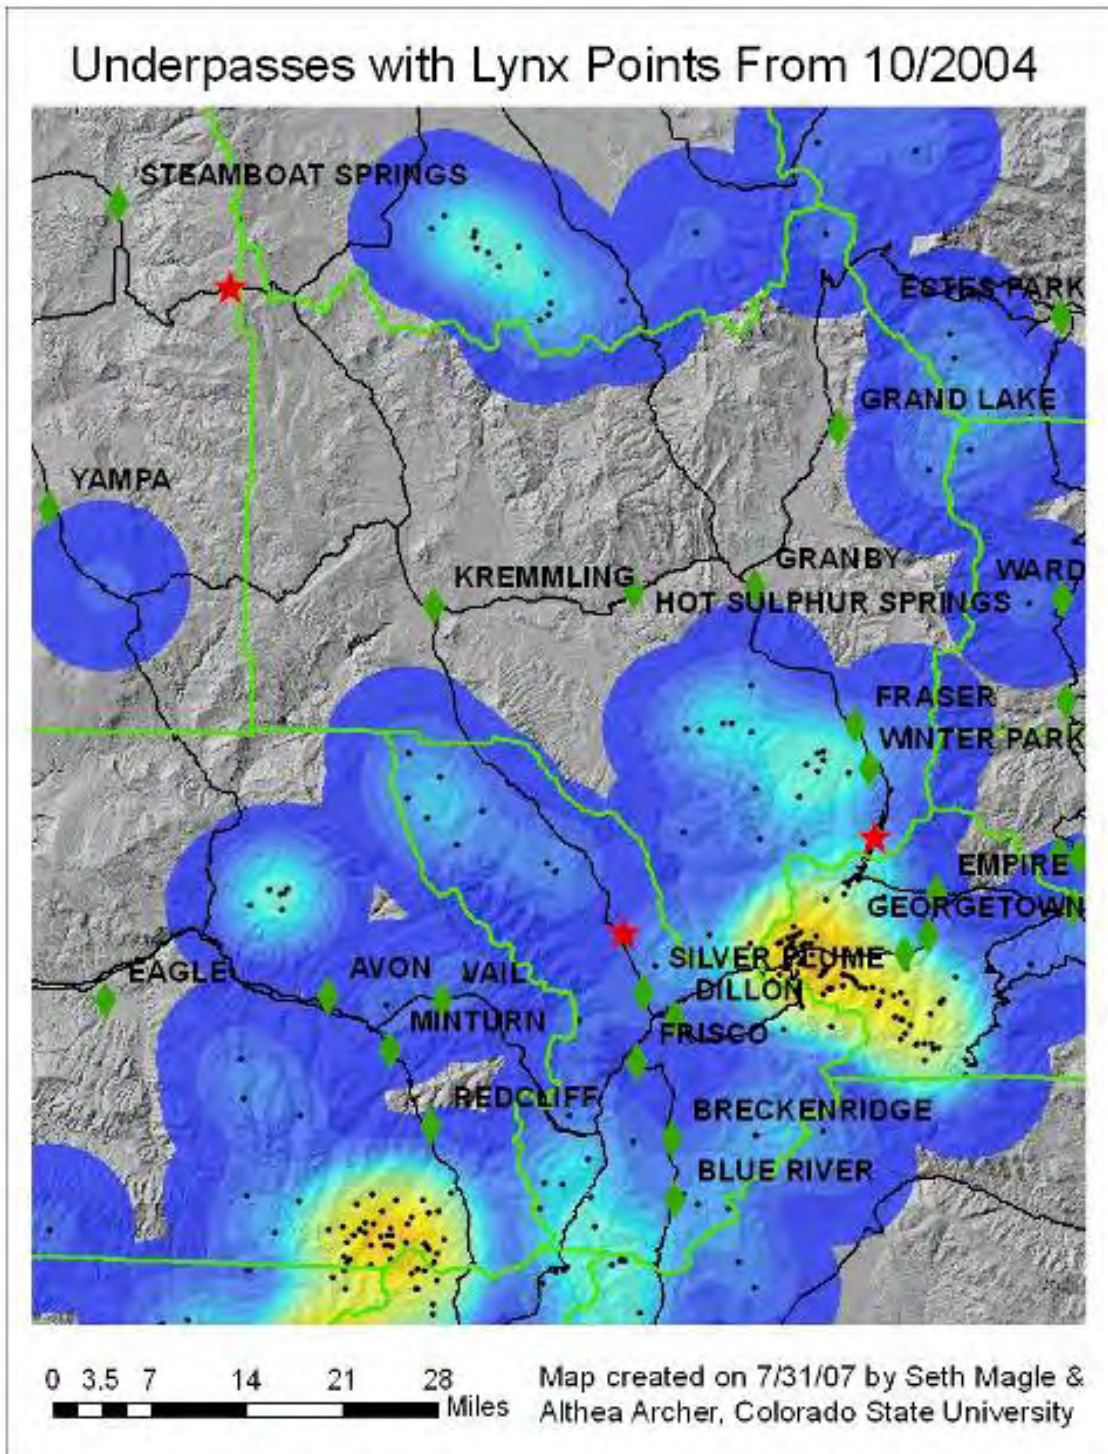 Underpasses with Lynx Points From 10/2004
STEAMBOAT SPRINGS
ESTES PARK
GRAND LAKE
YAMPA
GRANBY
WARD
KREMMLING
HOT SULPHUR SPRINGS
FRASER
WINTER PARK
EMPIRE
GEORGETOWN
SILVER PLUME
EAGLE
AVON
VAIL
DILLON
MINTURN
FRISCO
REDCLIFF
BRECKENRIDGE
BLUE RIVER
0 3.5 7 14 21 28
Miles
Map created on 7/31/07 by Seth Magle &
Althea Archer, Colorado State University